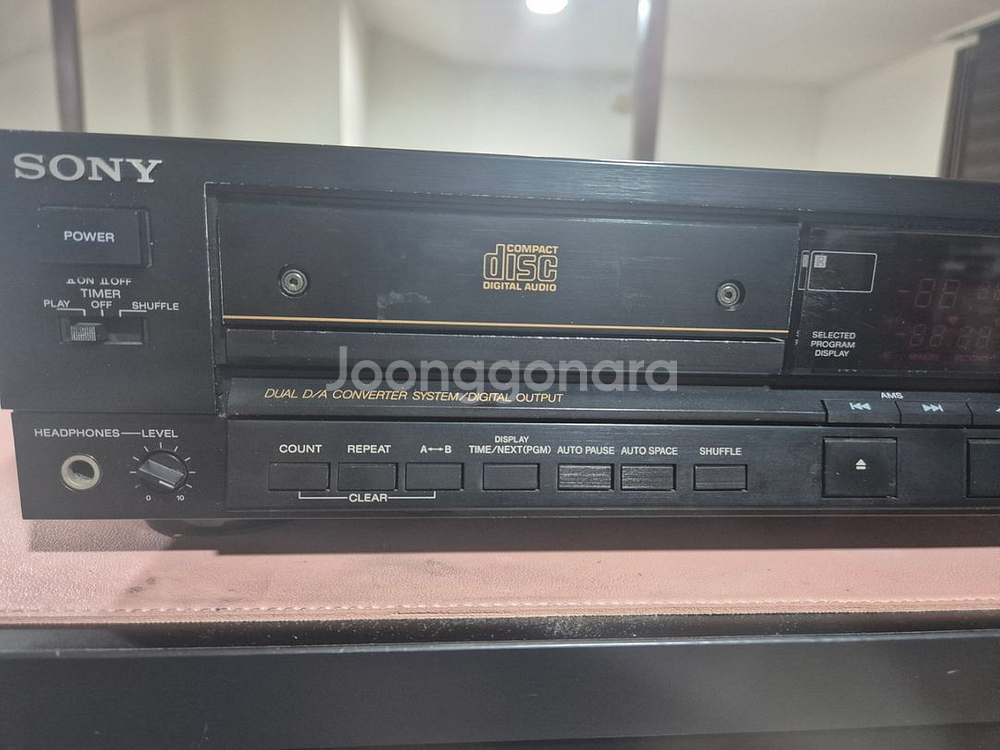 SONY
POWER
ON OFF
TIMER
PLAY OFF SHUFFLE
COMPACT
disc
DIGITAL AUDIO
SELECTED
PROGRAM
DISPLAY
Joonggonara
DUAL D/A CONVERTER SYSTEM/DIGITAL OUTPUT
AMS
HEADPHONES LEVEL
0 10
COUNT REPEAT A↔B DISPLAY
TIME/NEXT(PGM) AUTO PAUSE AUTO SPACE SHUFFLE
CLEAR